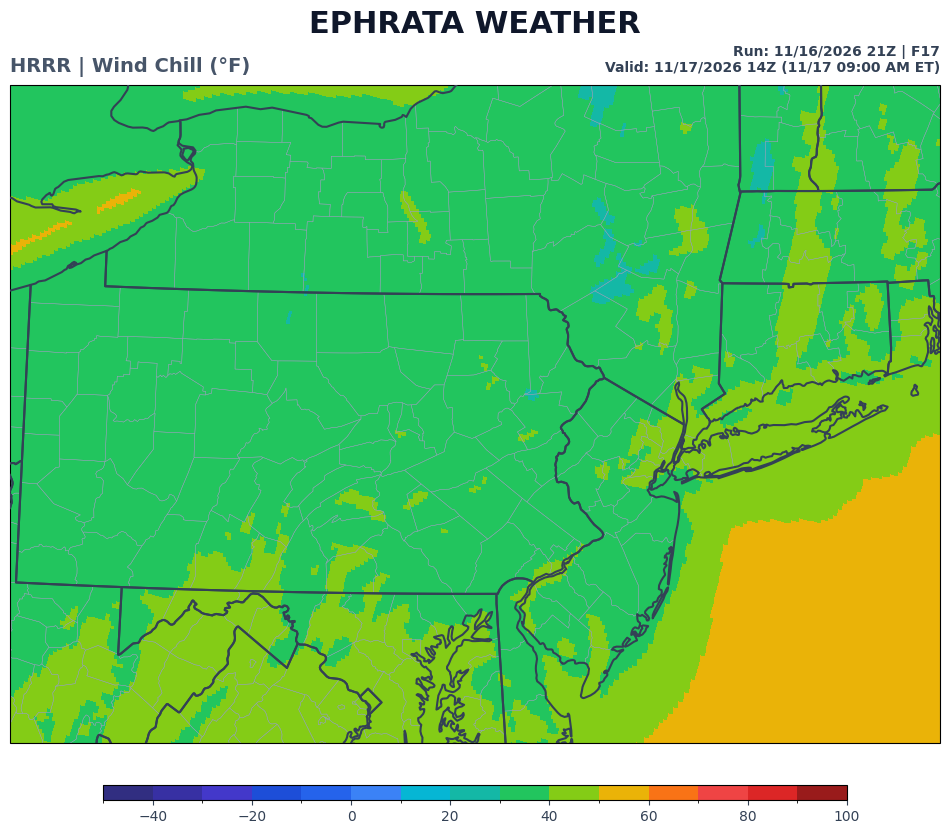 EPHRATA WEATHER
HRRR | Wind Chill (°F)
Run: 11/16/2026 21Z | F17
Valid: 11/17/2026 14Z (11/17 09:00 AM ET)
−40 −20 0 20 40 60 80 100